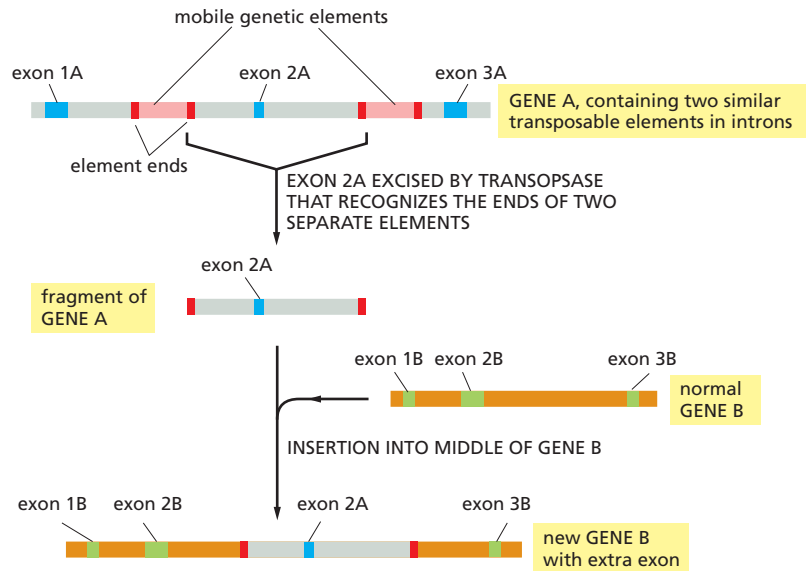 mobile genetic elements
exon 1A
exon 2A
exon 3A
GENE A, containing two similar
transposable elements in introns
element ends
EXON 2A EXCISED BY TRANSOPSASE
THAT RECOGNIZES THE ENDS OF TWO
SEPARATE ELEMENTS
exon 2A
fragment of
GENE A
exon 1B
exon 2B
exon 3B
normal
GENE B
INSERTION INTO MIDDLE OF GENE B
exon 1B
exon 2B
exon 2A
exon 3B
new GENE B
with extra exon